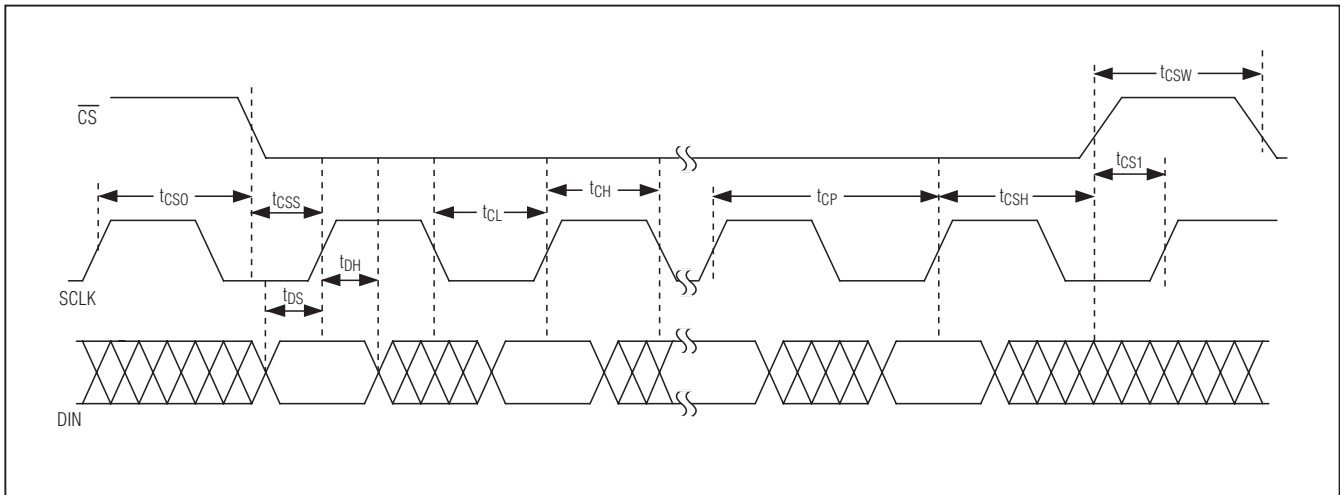 tCSW
CS
tCS1
tCSO
tCSS
tCL
tCH
tCP
tCSH
tDH
SCLK
tDS
DIN